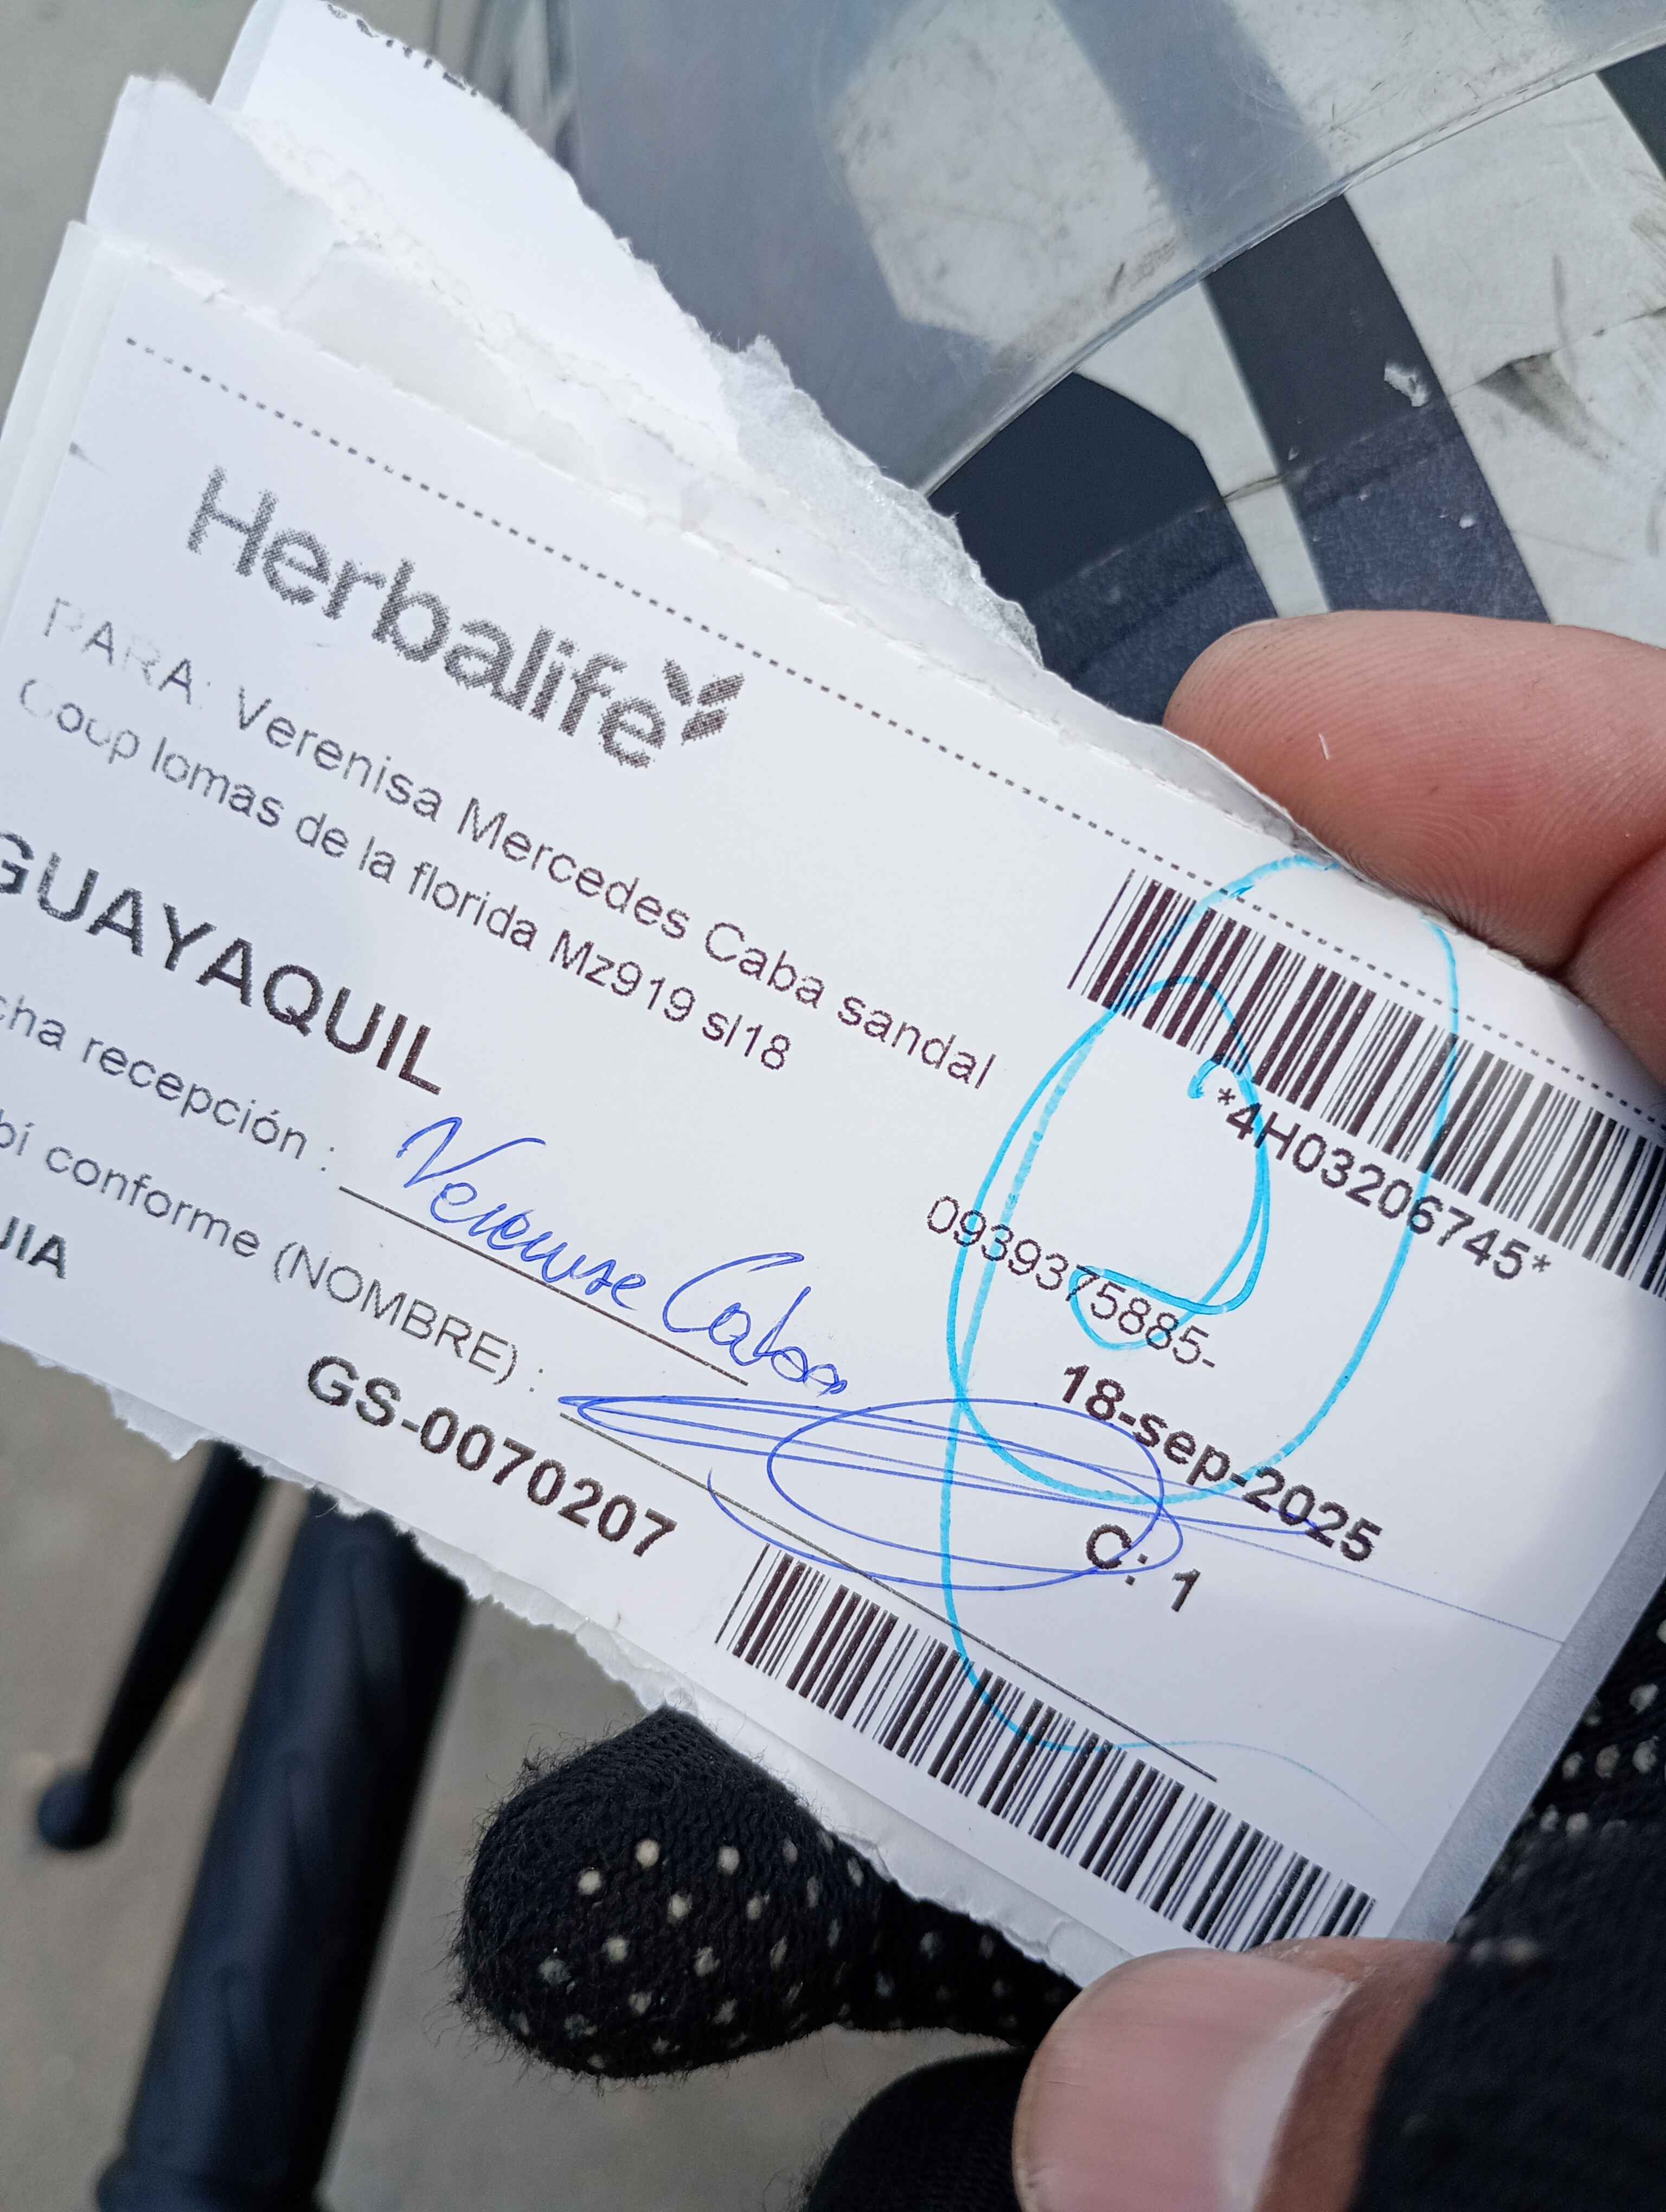 Herbalife
*4H03206745*
PARA: Verenisa Mercedes Caba sandal
Coop lomas de la florida Mz919 sl18
0939375885-
GUAYAQUIL
18-sep-2025
cha recepción :
C: 1
bí conforme (NOMBRE) :
UIA
GS-0070207